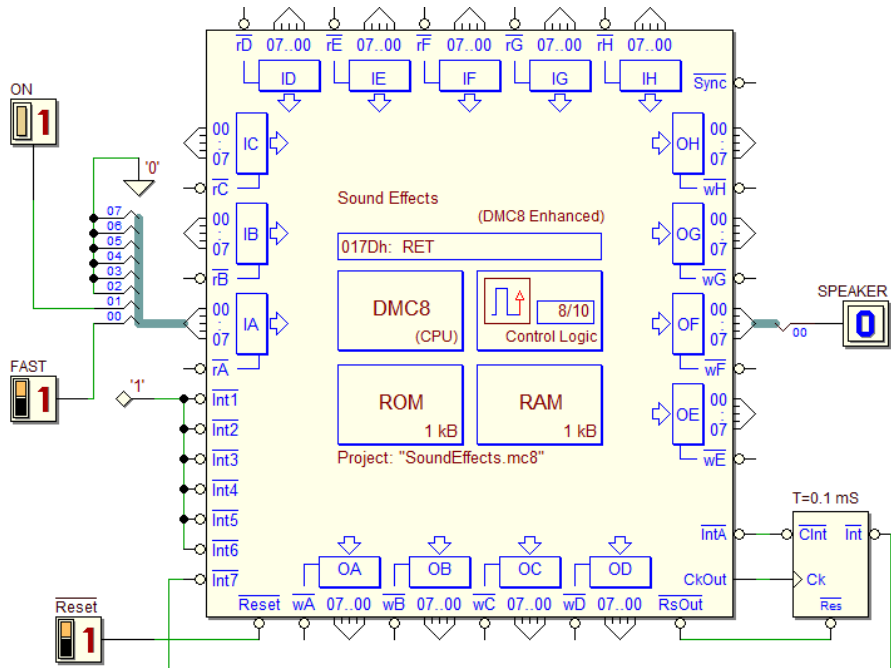 rD 07..00 rE 07..00 rF 07..00 rG 07..00 rH 07..00
ID IE IF IG IH
Sync
ON
1
IC
00
:
07
rC
'0'
07
06
05
04
03
02
01
00
IB
00
:
07
rB
IA
00
:
07
rA
FAST
1
'1'
Int1
Int2
Int3
Int4
Int5
Int6
Int7
Sound Effects
(DMC8 Enhanced)
017Dh: RET
DMC8
(CPU)
8/10
Control Logic
ROM
1 kB
RAM
1 kB
Project: "SoundEffects.mc8"
OH
00
:
07
wH
OG
00
:
07
wG
OF
00
:
07
wF
OE
00
:
07
wE
SPEAKER
00
0
T=0.1 mS
IntA
CInt Int
CkOut
Ck
Res
OA OB OC OD
Reset wA 07..00 wB 07..00 wC 07..00 wD 07..00 RsOut
Reset
1